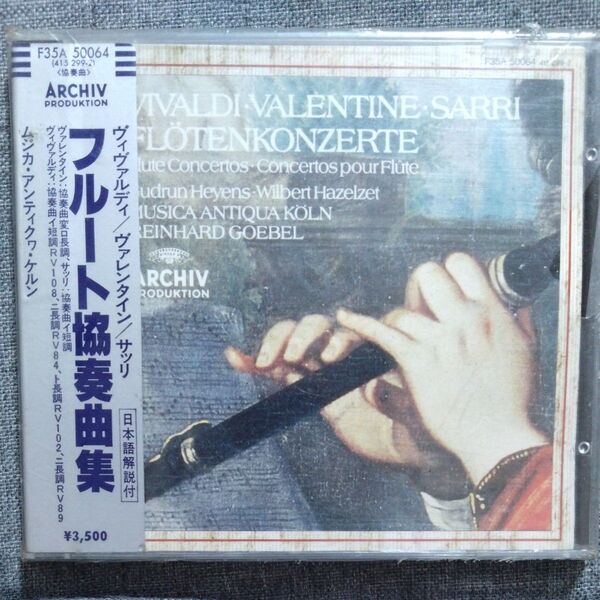 F35A 50064
(415 299-2)
〈協奏曲〉
ARCHIV
PRODUKTION
ヴィヴァルディ/ヴァレンタイン/サッリ
フルート協奏曲集
ヴァレンタイン:協奏曲変ロ長調、サッリ:協奏曲イ短調
ヴィヴァルディ:協奏曲イ短調RV108、ニ長調RV84、ト長調RV102、ニ長調RV89
ムジカ・アンティクヮ・ケルン
日本語解説付
¥3,500
F35A 50064
VIVALDI·VALENTINE·SARRI
FLÖTENKONZERTE
lute Concertos·Concertos pour Flûte
udrun Heyens·Wilbert Hazelzet
MUSICA ANTIQUA KÖLN
REINHARD GOEBEL
ARCHIV
PRODUKTION